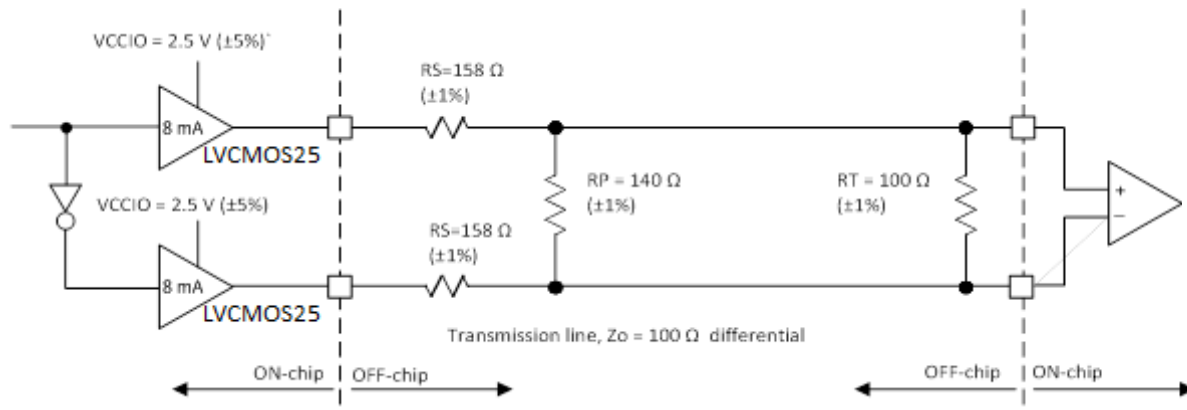 VCCIO = 2.5 V (±5%)`
8 mA
LVCMOS25
RS=158 Ω
(±1%)
RP = 140 Ω
(±1%)
RT = 100 Ω
(±1%)
+
−
VCCIO = 2.5 V (±5%)
8 mA
LVCMOS25
RS=158 Ω
(±1%)
Transmission line, Zo = 100 Ω differential
ON-chip
OFF-chip
OFF-chip
ON-chip